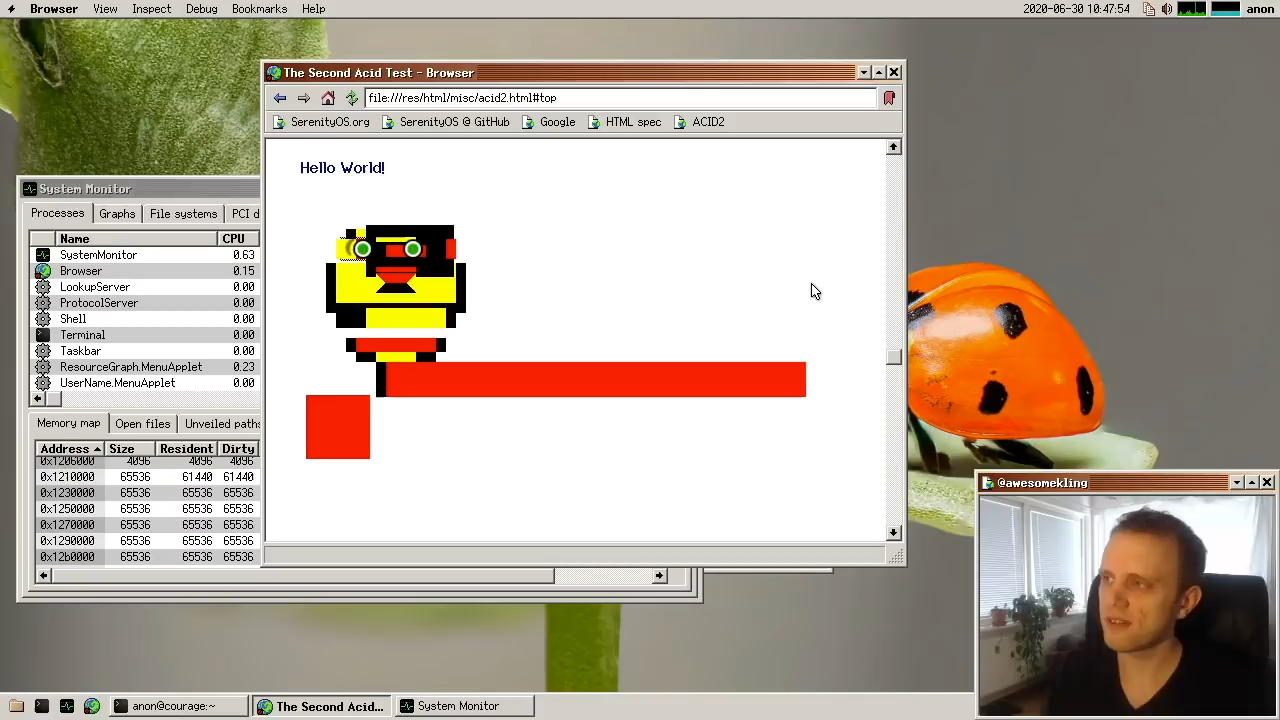 Browser View Inspect Debug Bookmarks Help 2020-06-30 10:47:54 anon
The Second Acid Test - Browser
file:///res/html/misc/acid2.html#top
SerenityOS.org SerenityOS @ GitHub Google HTML spec ACID2
Hello World!
System Monitor
Processes Graphs File systems PCI d
Name CPU
SystemMonitor 0.63
Browser 0.15
LookupServer 0.00
ProtocolServer 0.00
Shell 0.00
Terminal 0.00
Taskbar 0.00
ResourceGraph.MenuApplet 0.23
UserName.MenuApplet 0.00
Memory map Open files Unveiled paths
Address Size Resident Dirty
0x1206000 4096 4096 4096
0x1210000 65536 61440 61440
0x1230000 65536 65536 65536
0x1250000 65536 65536 65536
0x1270000 65536 65536 65536
0x1290000 65536 65536 65536
0x12b0000 65536 65536 65536
@awesomekling
anon@courage:~ The Second Acid... System Monitor